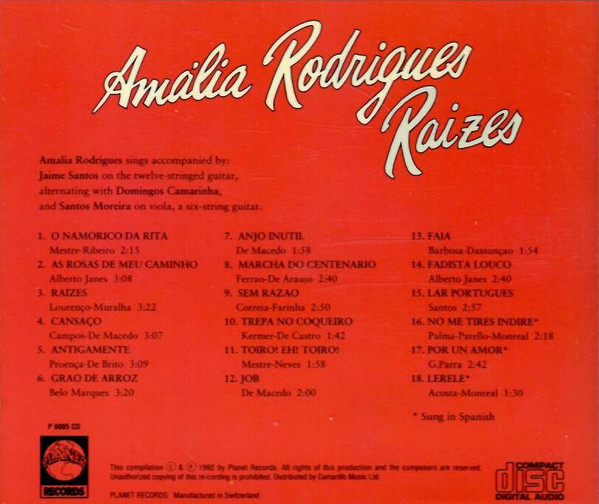 Amália Rodrigues
Raizes
Amalia Rodrigues sings accompanied by:
Jaime Santos on the twelve-stringed guitar,
alternating with Domingos Camarinha,
and Santos Moreira on viola, a six-string guitar.
1. O NAMORICO DA RITA
Mestre-Ribeiro 2:15
2. AS ROSAS DE MEU CAMINHO
Alberto Janes 3:08
3. RAIZES
Lourenço-Muralha 3:22
4. CANSAÇO
Campos-De Macedo 3:07
5. ANTIGAMENTE
Proença-De Brito 3:09
6. GRAO DE ARROZ
Belo Marques 3:20
7. ANJO INUTIL
De Macedo 1:58
8. MARCHA DO CENTENARIO
Ferrao-De Araujo 2:40
9. SEM RAZAO
Correia-Farinha 2:50
10. TREPA NO COQUEIRO
Kermer-De Castro 1:42
11. TOIRO! EH! TOIRO!
Mestre-Neves 1:58
12. JOB
De Macedo 2:00
13. FAIA
Barbosa-Dassunçao 1:54
14. FADISTA LOUCO
Alberto Janes 2:40
15. LAR PORTUGUES
Santos 2:57
16. NO ME TIRES INDIRE*
Palma-Parello-Monreal 2:18
17. POR UN AMOR*
G.Parra 2:42
18. LERELE*
Acosta-Monreal 1:30
* Sung in Spanish
P 8005 CD
PLANET
RECORDS
This compilation © & ℗ 1992 by Planet Records. All rights of this production and the composers are reserved.
Unauthorized copying of this re-cording is prohibited. Distributed by Camarillo Music Ltd.
PLANET RECORDS Manufactured in Switzerland
COMPACT
disc
DIGITAL AUDIO